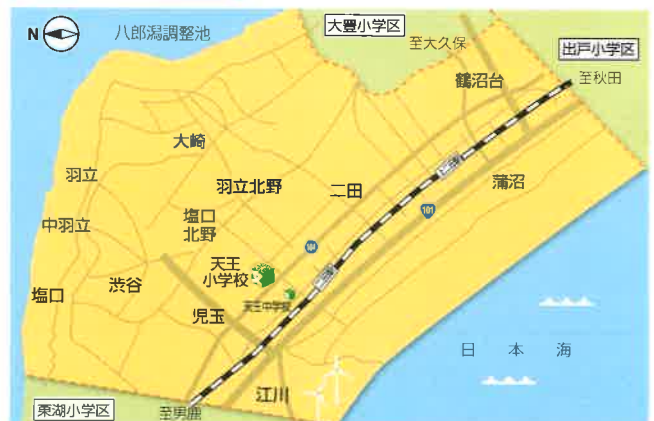 大豊小学区
N
八郎潟調整池
至大久保
出戸小学区
至秋田
鶴沼台
大崎
羽立
羽立北野
二田
蒲沼
中羽立
塩口
北野
101
104
天王
小学校
渋谷
塩口
天王中学校
児玉
日本海
江川
東湖小学区
至男鹿